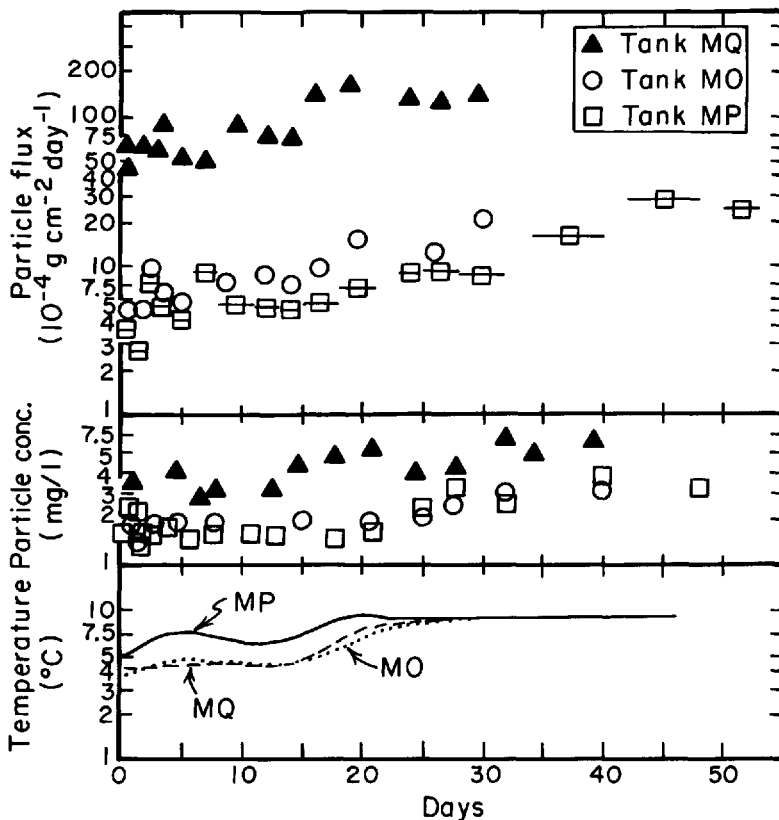 Tank MQ
Tank MO
Tank MP
Particle flux
(10⁻⁴ g cm⁻² day⁻¹)
200
100
75
50
40
30
20
10
7.5
5
4
3
2
1
Particle conc.
(mg/l)
7.5
5
4
3
2
1
Temperature
(°C)
10
7.5
5
4
3
2
1
MP
MO
MQ
0
10
20
30
40
50
Days